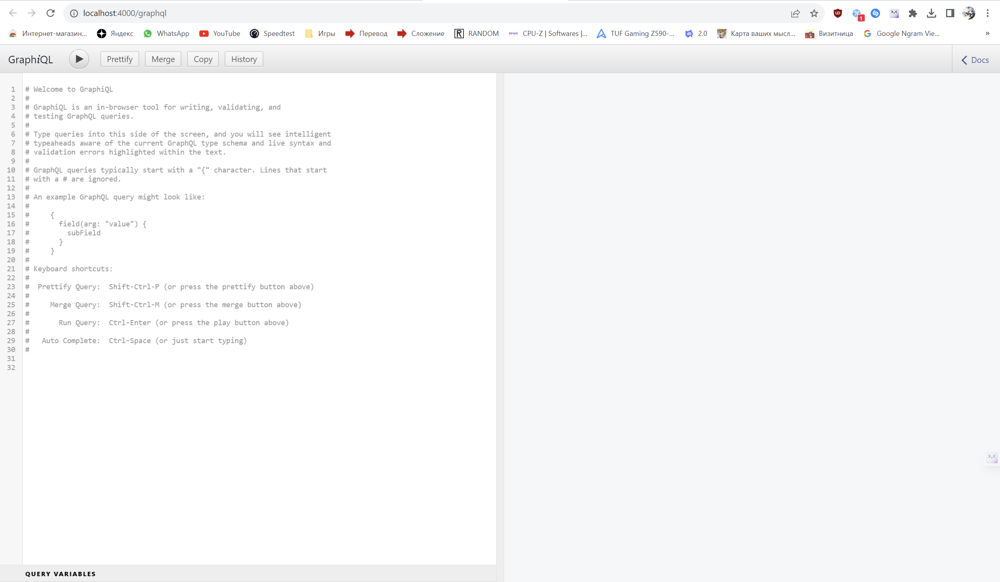 localhost:4000/graphql
1
Интернет-магазин...
Яндекс
WhatsApp
YouTube
Speedtest
Игры
Перевод
Сложение
RANDOM
CPU-Z | Softwares |...
TUF Gaming Z590-...
2.0
Карта ваших мысл...
Визитница
Google Ngram Vie...
»
GraphiQL
Prettify
Merge
Copy
History
Docs
1 # Welcome to GraphiQL
2 #
3 # GraphiQL is an in-browser tool for writing, validating, and
4 # testing GraphQL queries.
5 #
6 # Type queries into this side of the screen, and you will see intelligent
7 # typeaheads aware of the current GraphQL type schema and live syntax and
8 # validation errors highlighted within the text.
9 #
10 # GraphQL queries typically start with a "{" character. Lines that start
11 # with a # are ignored.
12 #
13 # An example GraphQL query might look like:
14 #
15 #     {
16 #       field(arg: "value") {
17 #         subField
18 #       }
19 #     }
20 #
21 # Keyboard shortcuts:
22 #
23 #  Prettify Query:  Shift-Ctrl-P (or press the prettify button above)
24 #
25 #     Merge Query:  Shift-Ctrl-M (or press the merge button above)
26 #
27 #       Run Query:  Ctrl-Enter (or press the play button above)
28 #
29 #   Auto Complete:  Ctrl-Space (or just start typing)
30 #
31
32
QUERY VARIABLES